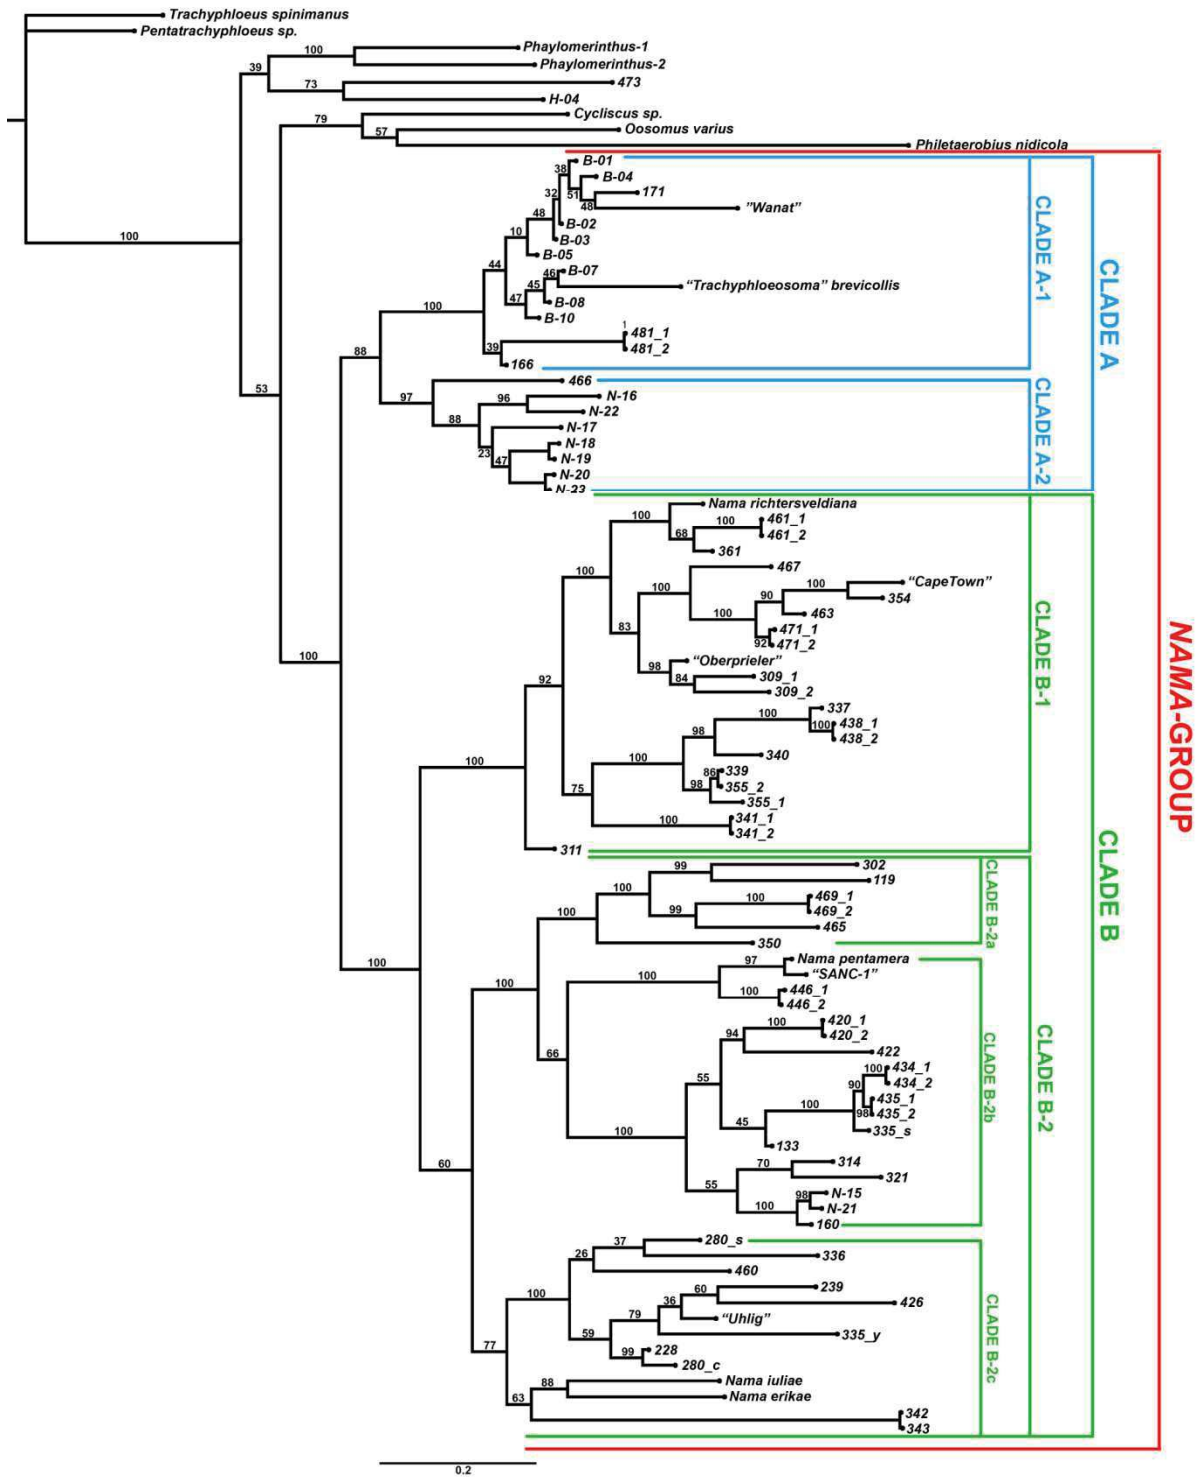 Trachyphloeus spinimanus
Pentatrachyphloeus sp.
100
Phaylomerinthus-1
Phaylomerinthus-2
39
73
473
H-04
79
Cycliscus sp.
57
Oosomus varius
Philetaerobius nidicola
100
53
B-01
38
B-04
51
171
48
"Wanat"
32
B-02
48
B-03
10
B-05
44
46
B-07
45
"Trachyphloeosoma" brevicollis
47
B-08
B-10
100
1
481_1
39
481_2
166
88
466
97
96
N-16
88
N-22
N-17
23
N-18
47
N-19
N-20
N-23
CLADE A-1
CLADE A-2
CLADE A
100
Nama richtersveldiana
100
100
461_1
68
461_2
361
100
467
100
100
"CapeTown"
90
354
100
463
83
471_1
92
471_2
"Oberprieler"
98
84
309_1
309_2
92
100
337
100
438_1
98
438_2
340
100
86
339
98
355_2
355_1
75
100
341_1
341_2
311
100
CLADE B-1
100
99
302
119
100
100
469_1
99
469_2
465
100
350
CLADE B-2a
100
97
Nama pentamera
100
"SANC-1"
100
446_1
446_2
66
100
420_1
94
420_2
422
55
100
434_1
90
434_2
100
435_1
98
435_2
45
335_s
133
100
70
314
55
321
98
N-15
100
N-21
160
CLADE B-2b
60
37
280_s
26
336
460
100
60
239
36
426
79
"Uhlig"
59
335_y
99
228
280_c
77
88
Nama iuliae
63
Nama erikae
342
343
CLADE B-2c
CLADE B-2
CLADE B
NAMA-GROUP
0.2